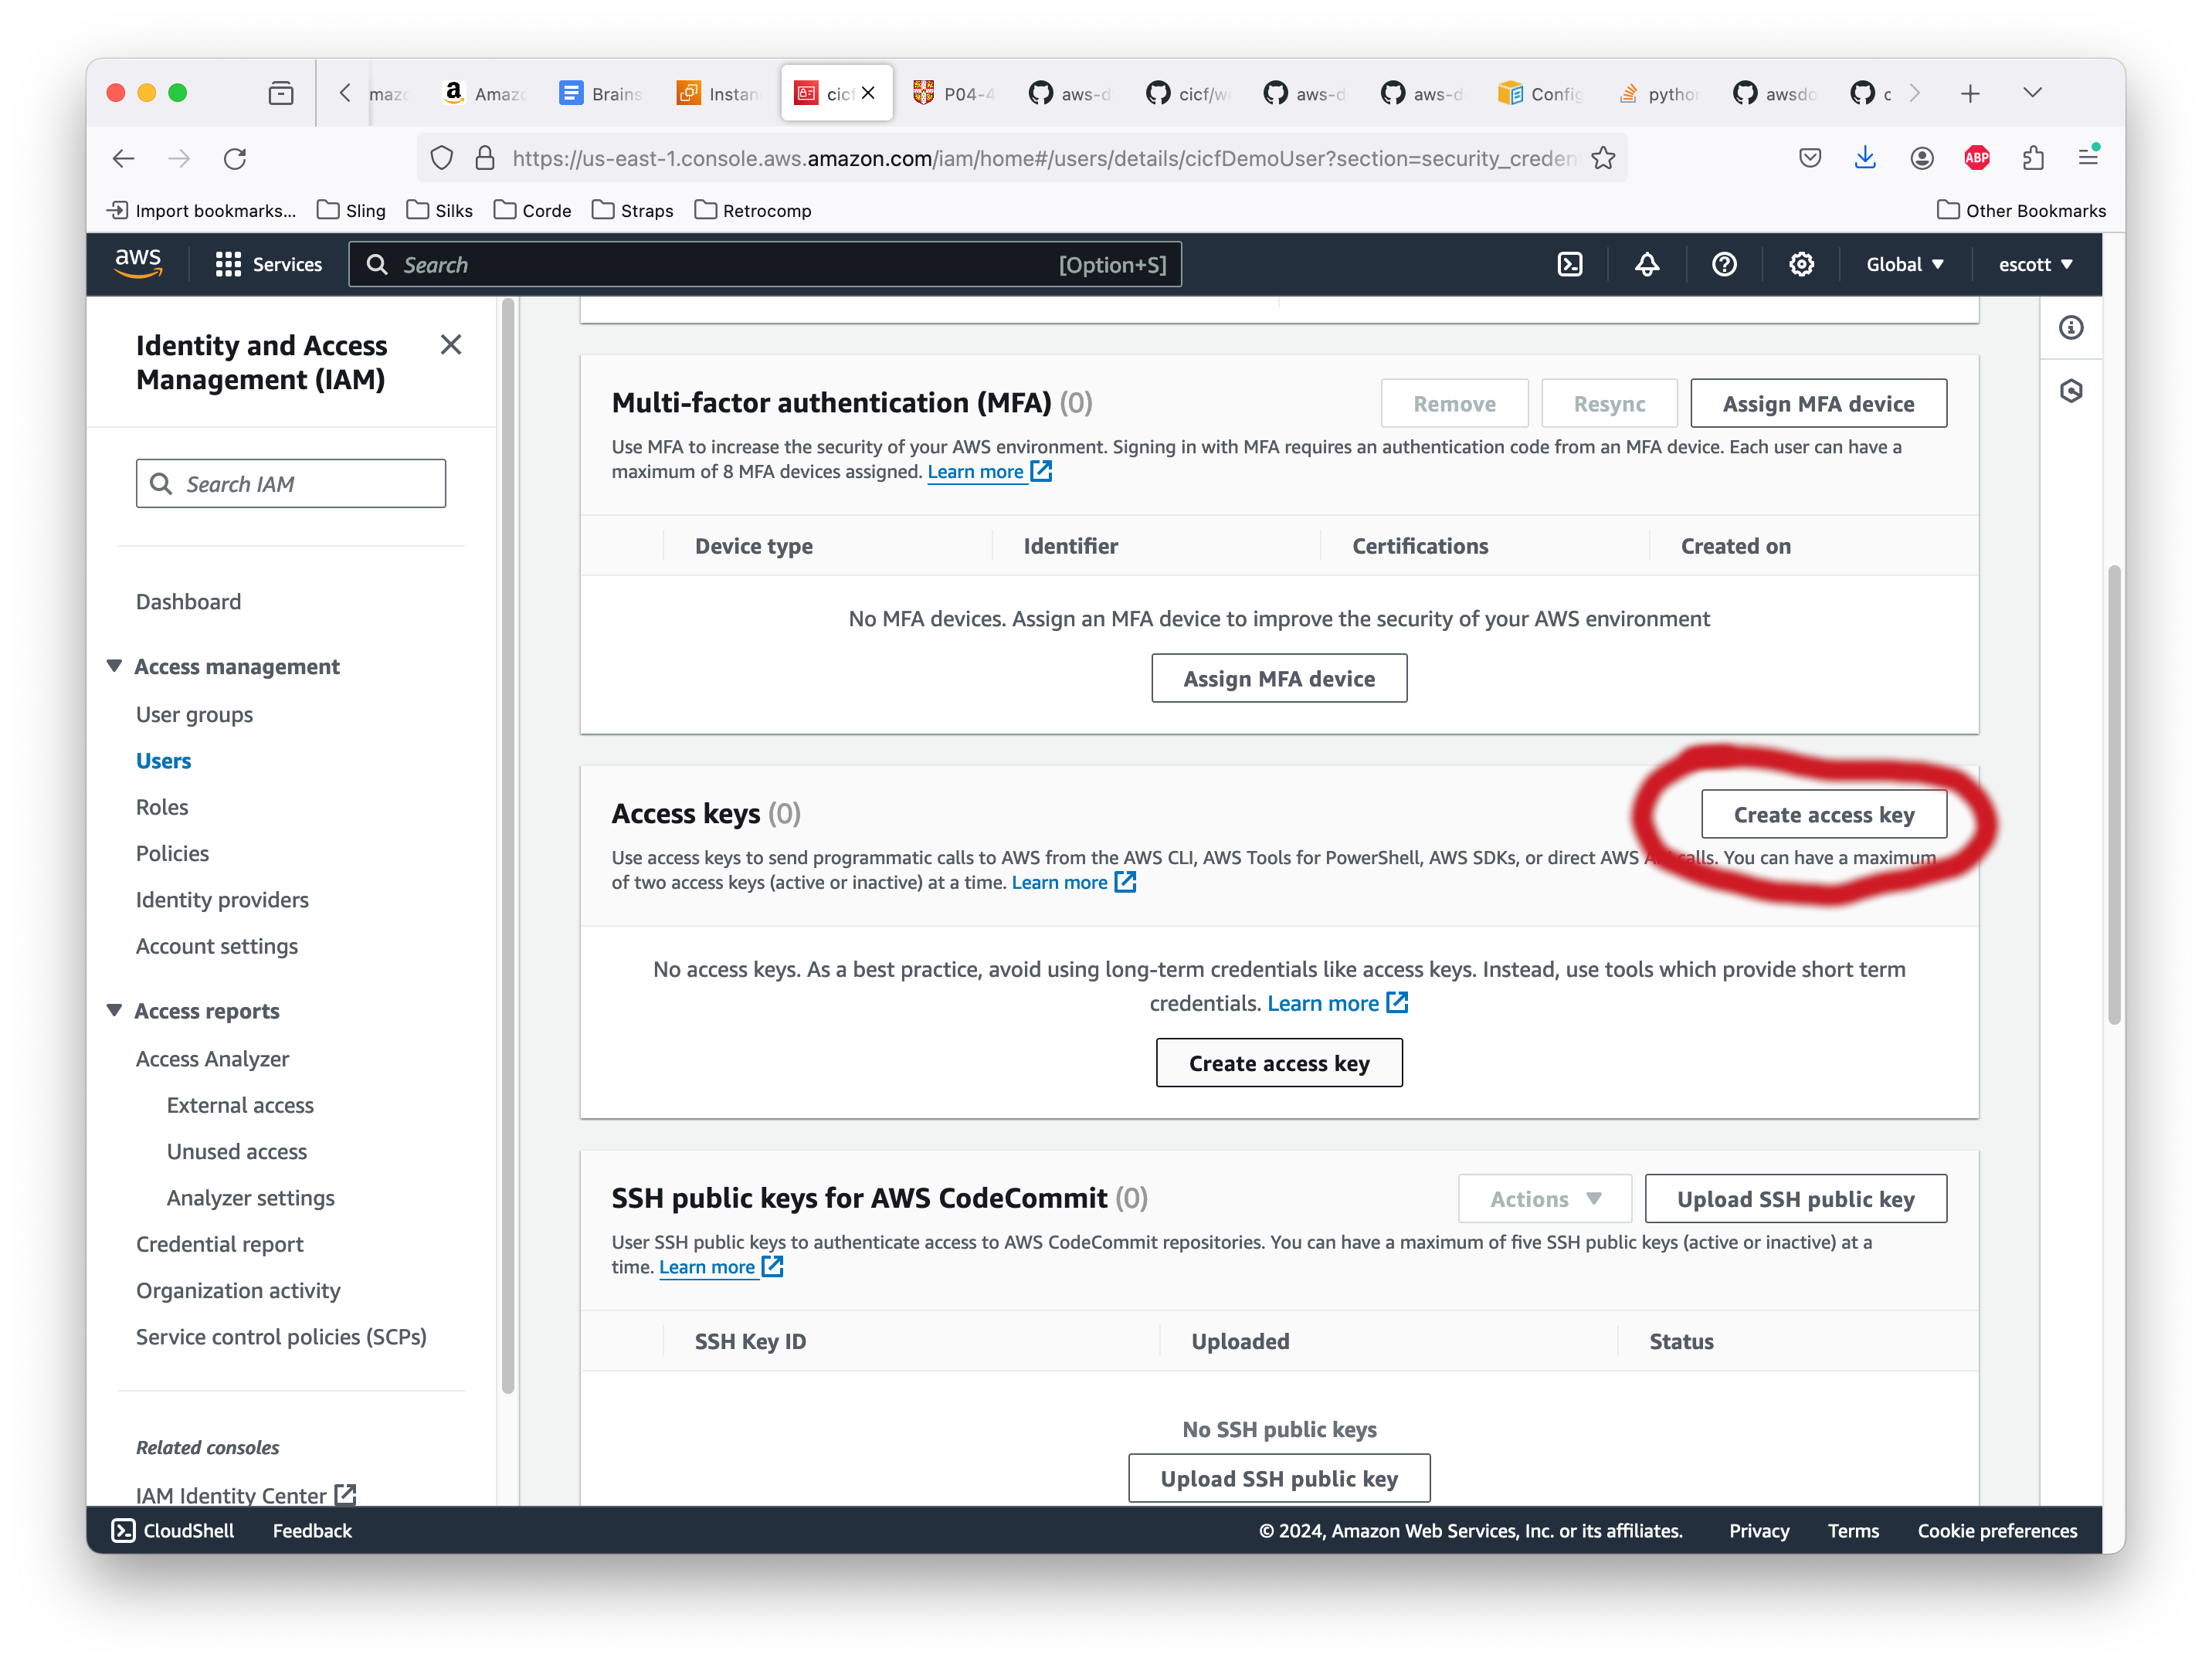 Amaz
Brains
Instan
cicf
P04-4
aws-d
cicf/w
aws-d
aws-d
Config
python
awsdo
c
https://us-east-1.console.aws.amazon.com/iam/home#/users/details/cicfDemoUser?section=security_creden
ABP
Import bookmarks...
Sling
Silks
Corde
Straps
Retrocomp
Other Bookmarks
aws
Services
Search
[Option+S]
Global
escott
Identity and Access
Management (IAM)
Search IAM
Dashboard
Access management
User groups
Users
Roles
Policies
Identity providers
Account settings
Access reports
Access Analyzer
External access
Unused access
Analyzer settings
Credential report
Organization activity
Service control policies (SCPs)
Related consoles
IAM Identity Center
Multi-factor authentication (MFA) (0)
Remove
Resync
Assign MFA device
Use MFA to increase the security of your AWS environment. Signing in with MFA requires an authentication code from an MFA device. Each user can have a
maximum of 8 MFA devices assigned. Learn more
Device type
Identifier
Certifications
Created on
No MFA devices. Assign an MFA device to improve the security of your AWS environment
Assign MFA device
Access keys (0)
Create access key
Use access keys to send programmatic calls to AWS from the AWS CLI, AWS Tools for PowerShell, AWS SDKs, or direct AWS API calls. You can have a maximum
of two access keys (active or inactive) at a time. Learn more
No access keys. As a best practice, avoid using long-term credentials like access keys. Instead, use tools which provide short term
credentials. Learn more
Create access key
SSH public keys for AWS CodeCommit (0)
Actions
Upload SSH public key
User SSH public keys to authenticate access to AWS CodeCommit repositories. You can have a maximum of five SSH public keys (active or inactive) at a
time. Learn more
SSH Key ID
Uploaded
Status
No SSH public keys
Upload SSH public key
CloudShell
Feedback
© 2024, Amazon Web Services, Inc. or its affiliates.
Privacy
Terms
Cookie preferences